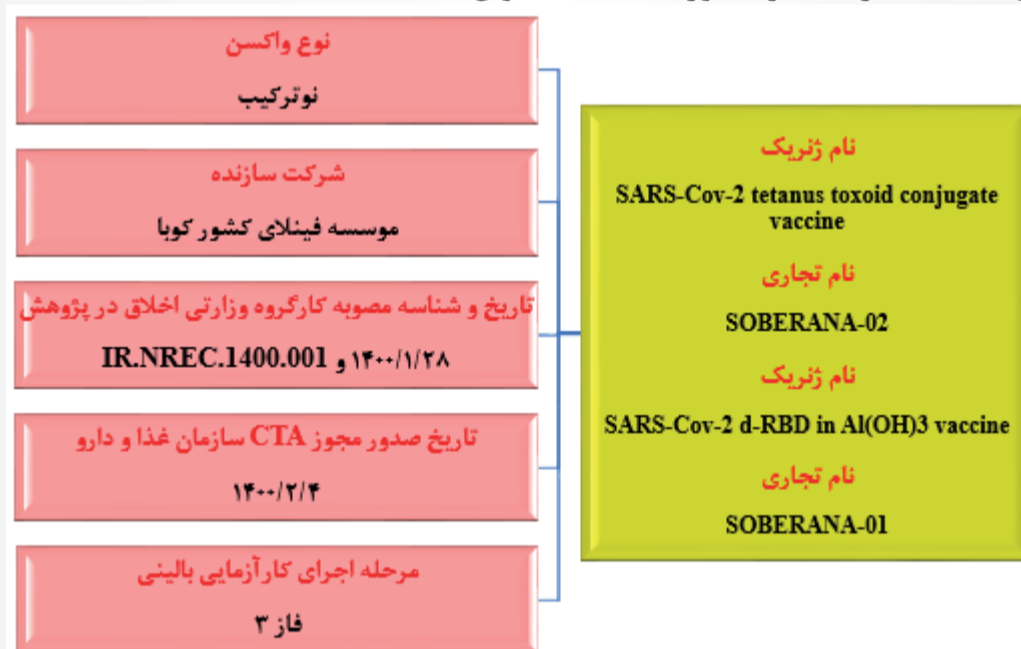 نام ژنریک
SARS-Cov-2 tetanus toxoid conjugate
vaccine
نام تجاری
SOBERANA-02
نام ژنریک
SARS-Cov-2 d-RBD in Al(OH)3 vaccine
نام تجاری
SOBERANA-01
نوع واکسن
نوترکیب
شرکت سازنده
موسسه فینلای کشور کوبا
تاریخ و شناسه مصوبه کارگروه وزارتی اخلاق در پژوهش
۱۴۰۰/۱/۲۸ و IR.NREC.1400.001
تاریخ صدور مجوز CTA سازمان غذا و دارو
۱۴۰۰/۲/۴
مرحله اجرای کارآزمایی بالینی
فاز ۳